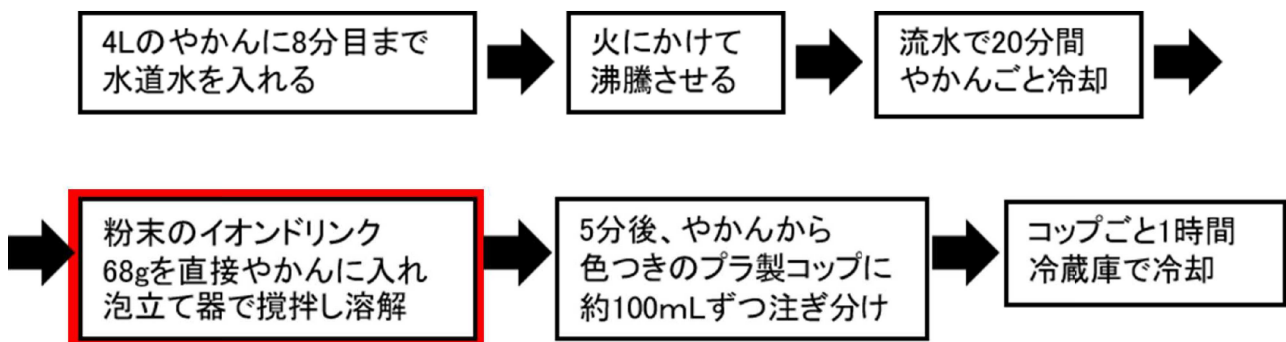 4Lのやかんに8分目まで
水道水を入れる
火にかけて
沸騰させる
流水で20分間
やかんごと冷却
粉末のイオンドリンク
68gを直接やかんに入れ
泡立て器で撹拌し溶解
5分後、やかんから
色つきのプラ製コップに
約100mLずつ注ぎ分け
コップごと1時間
冷蔵庫で冷却